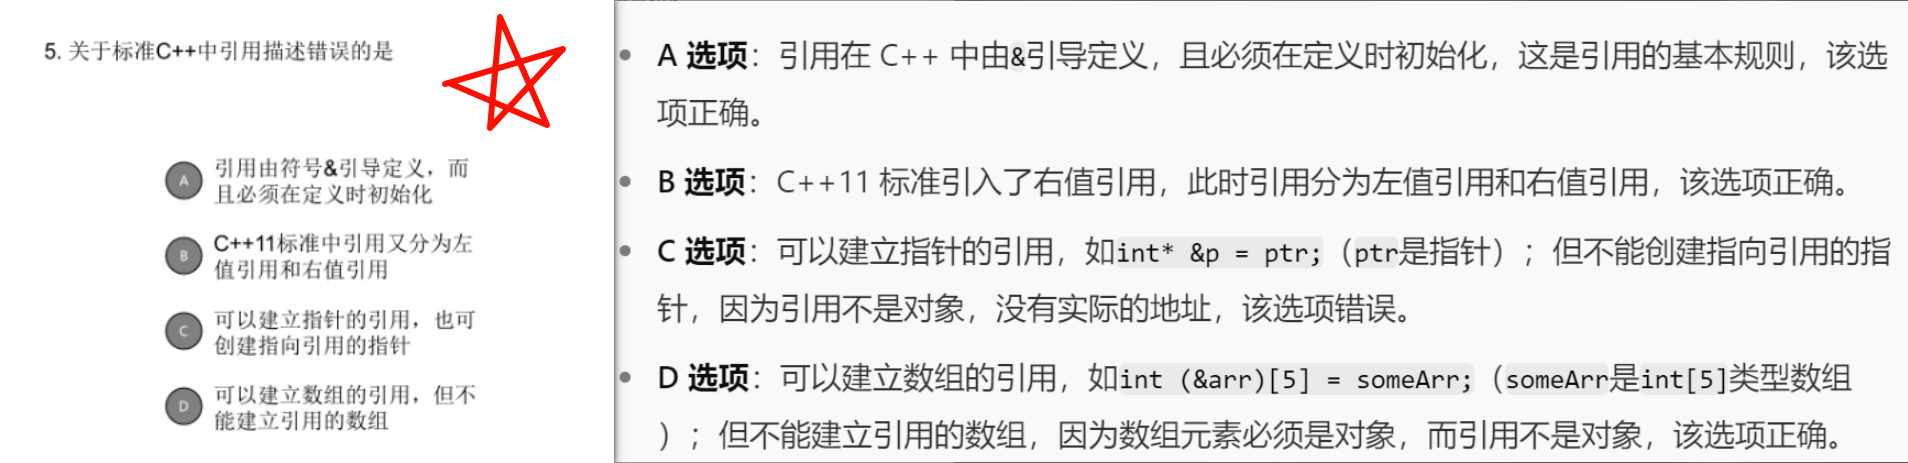 5. 关于标准C++中引用描述错误的是
A 引用由符号&引导定义，而
且必须在定义时初始化
B C++11标准中引用又分为左
值引用和右值引用
C 可以建立指针的引用，也可
创建指向引用的指针
D 可以建立数组的引用，但不
能建立引用的数组
• A 选项：引用在 C++ 中由&引导定义，且必须在定义时初始化，这是引用的基本规则，该选
项正确。
• B 选项：C++11 标准引入了右值引用，此时引用分为左值引用和右值引用，该选项正确。
• C 选项：可以建立指针的引用，如int* &p = ptr;（ptr是指针）；但不能创建指向引用的指
针，因为引用不是对象，没有实际的地址，该选项错误。
• D 选项：可以建立数组的引用，如int (&arr)[5] = someArr;（someArr是int[5]类型数组
）；但不能建立引用的数组，因为数组元素必须是对象，而引用不是对象，该选项正确。